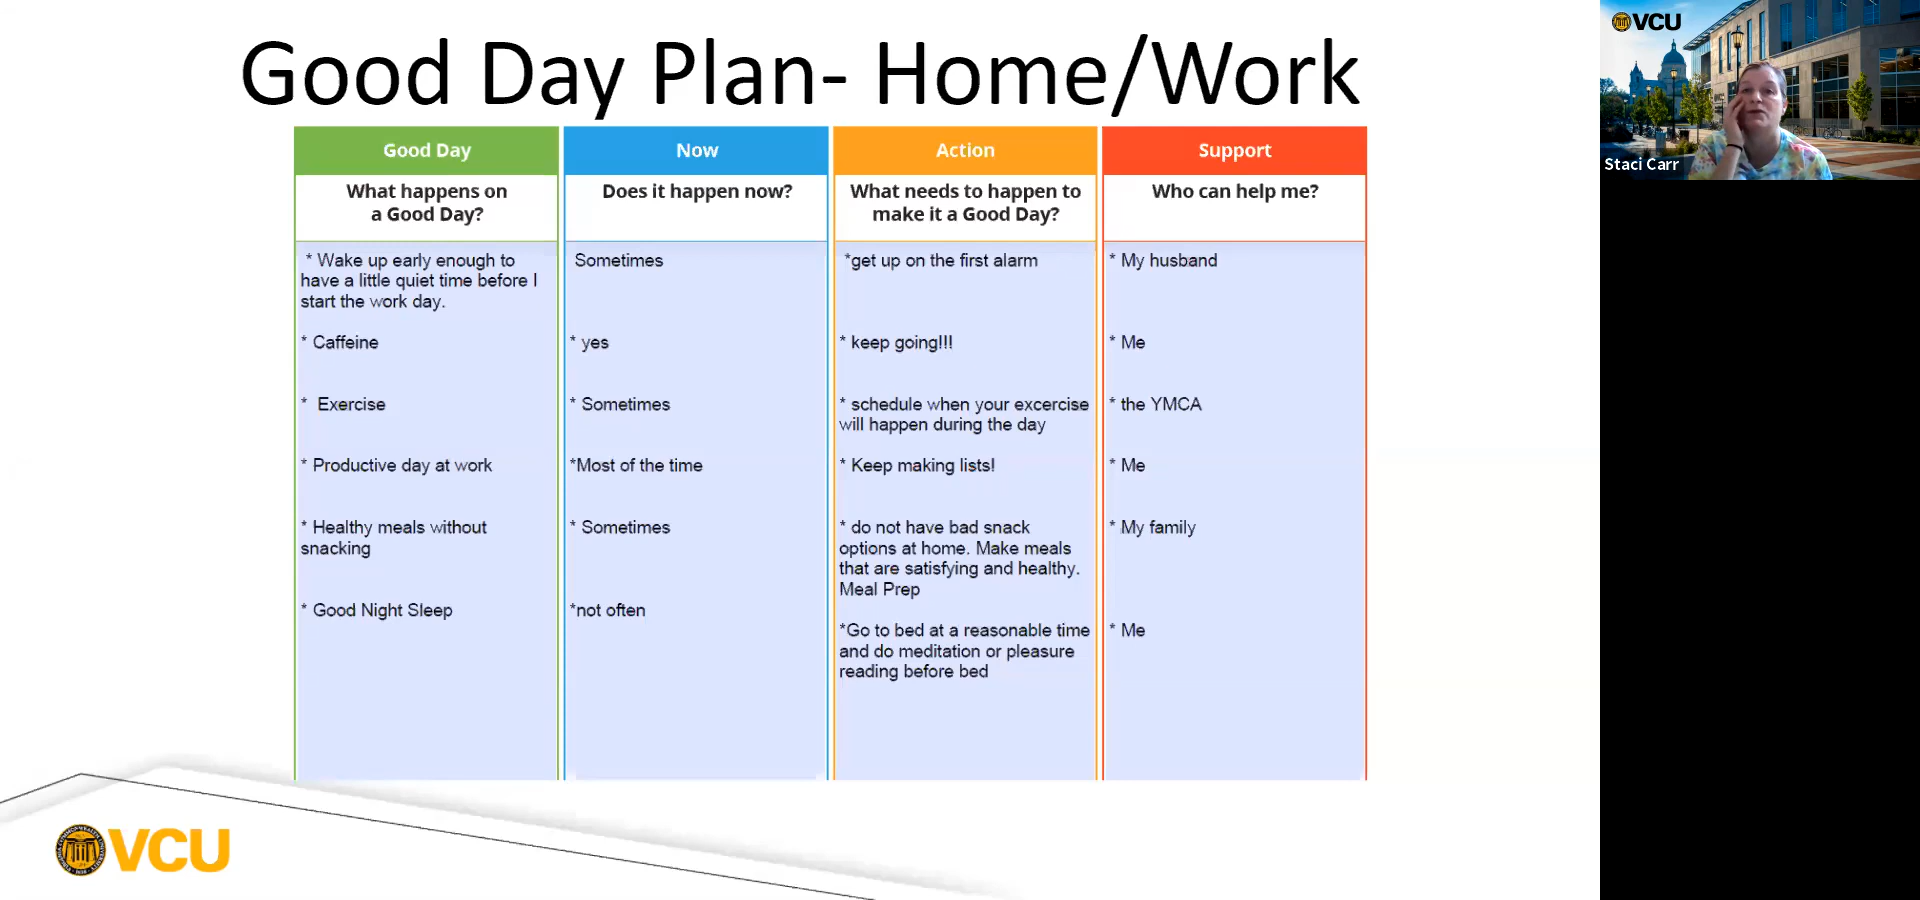 Good Day Plan- Home/Work
Good Day
Now
Action
Support
What happens on
a Good Day?
Does it happen now?
What needs to happen to
make it a Good Day?
Who can help me?
* Wake up early enough to
have a little quiet time before I
start the work day.
Sometimes
*get up on the first alarm
* My husband
* Caffeine
* yes
* keep going!!!
* Me
* Exercise
* Sometimes
* schedule when your excercise
will happen during the day
* the YMCA
* Productive day at work
*Most of the time
* Keep making lists!
* Me
* Healthy meals without
snacking
* Sometimes
* do not have bad snack
options at home. Make meals
that are satisfying and healthy.
Meal Prep
* My family
* Good Night Sleep
*not often
*Go to bed at a reasonable time
and do meditation or pleasure
reading before bed
* Me
VCU
VCU
Staci Carr